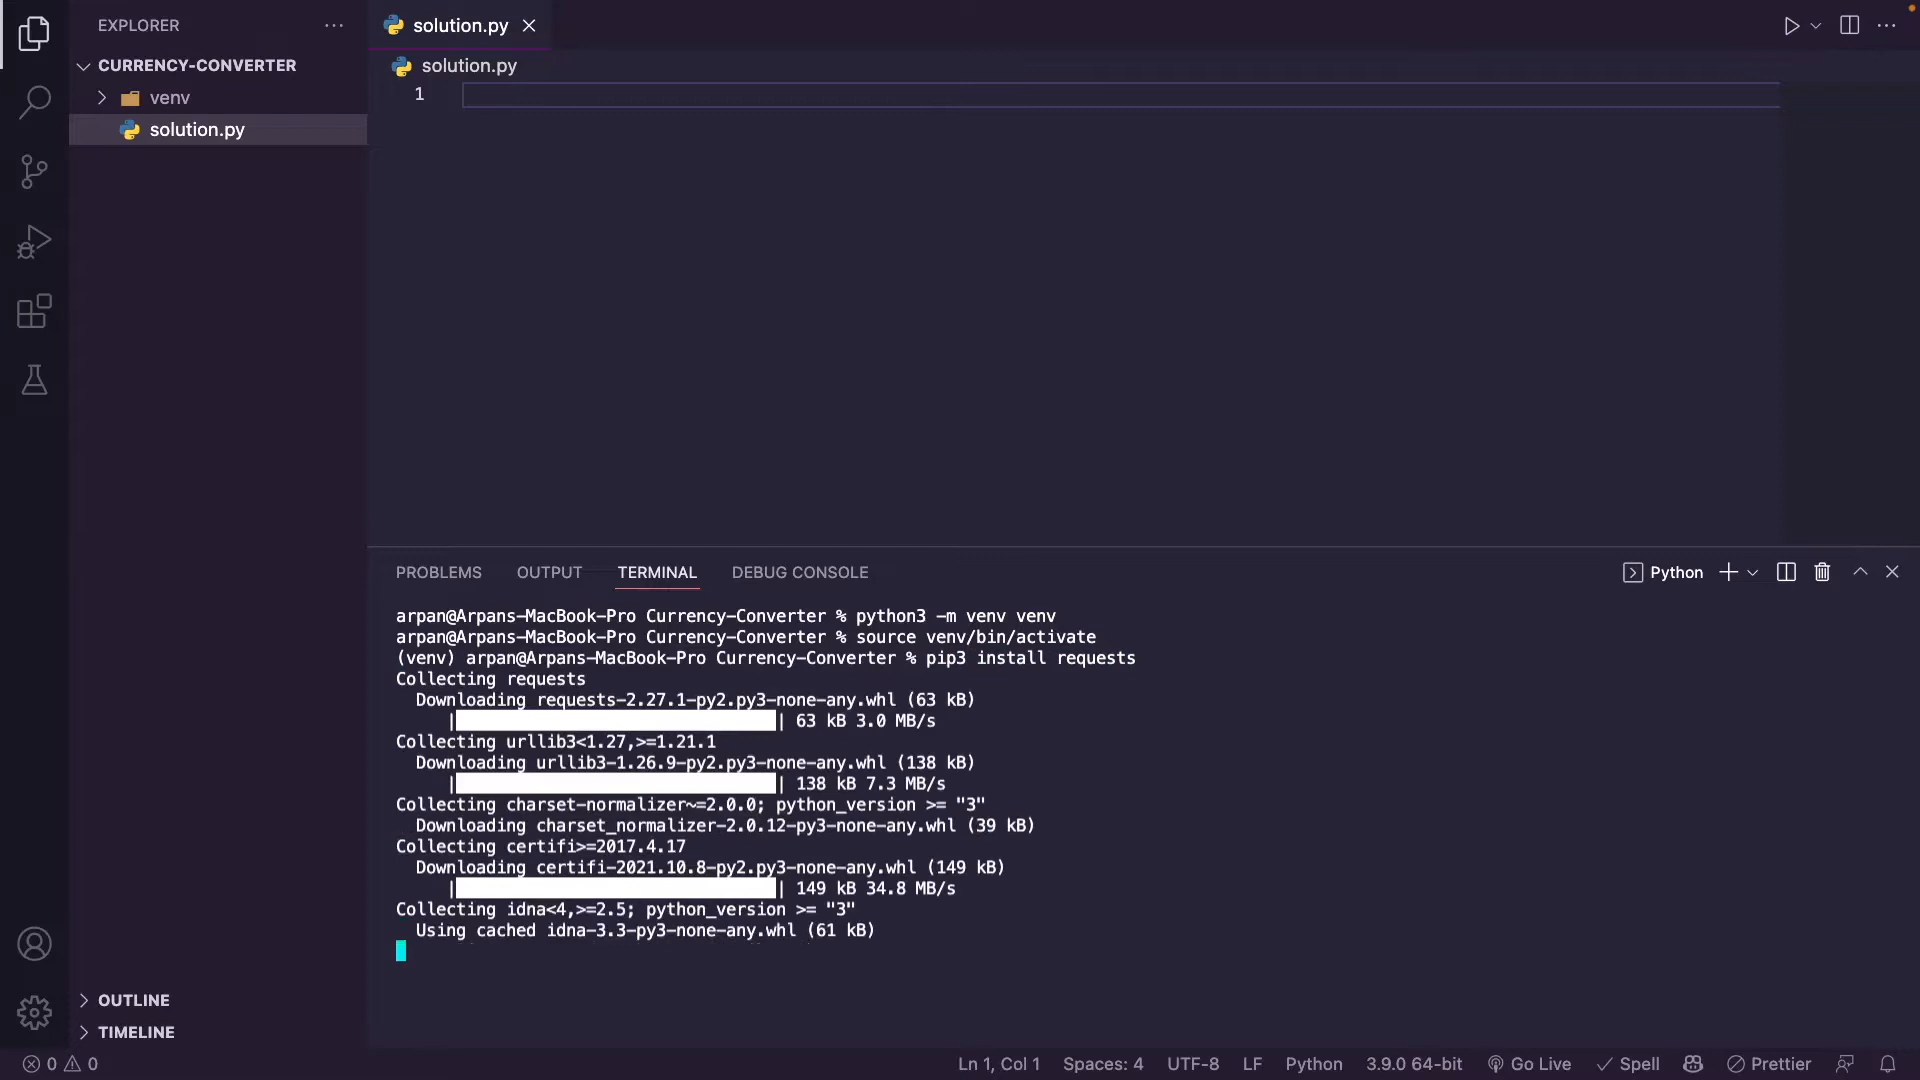 EXPLORER
solution.py
CURRENCY-CONVERTER
venv
solution.py
solution.py
1
PROBLEMS OUTPUT TERMINAL DEBUG CONSOLE
Python
arpan@Arpans-MacBook-Pro Currency-Converter % python3 -m venv venv
arpan@Arpans-MacBook-Pro Currency-Converter % source venv/bin/activate
(venv) arpan@Arpans-MacBook-Pro Currency-Converter % pip3 install requests
Collecting requests
Downloading requests-2.27.1-py2.py3-none-any.whl (63 kB)
| | 63 kB 3.0 MB/s
Collecting urllib3<1.27,>=1.21.1
Downloading urllib3-1.26.9-py2.py3-none-any.whl (138 kB)
| | 138 kB 7.3 MB/s
Collecting charset-normalizer~=2.0.0; python_version >= "3"
Downloading charset_normalizer-2.0.12-py3-none-any.whl (39 kB)
Collecting certifi>=2017.4.17
Downloading certifi-2021.10.8-py2.py3-none-any.whl (149 kB)
| | 149 kB 34.8 MB/s
Collecting idna<4,>=2.5; python_version >= "3"
Using cached idna-3.3-py3-none-any.whl (61 kB)
OUTLINE
TIMELINE
0 0 Ln 1, Col 1 Spaces: 4 UTF-8 LF Python 3.9.0 64-bit Go Live Spell Prettier